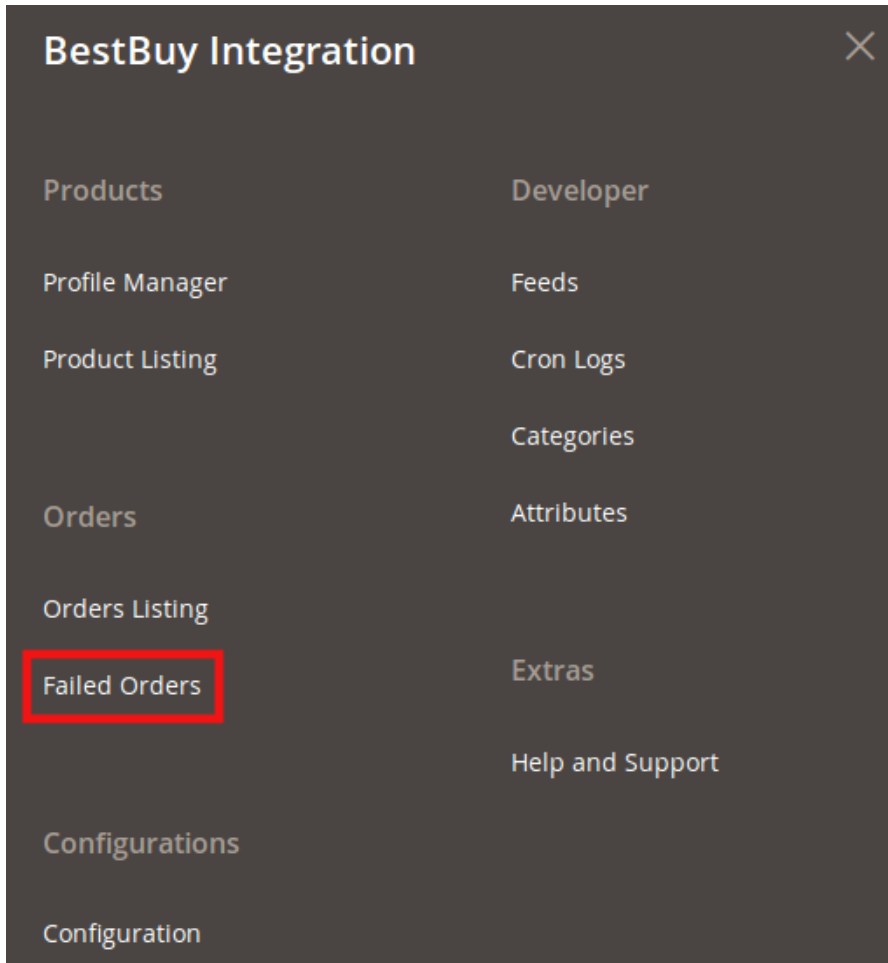 BestBuy Integration
Products
Profile Manager
Product Listing
Orders
Orders Listing
Failed Orders
Configurations
Configuration
Developer
Feeds
Cron Logs
Categories
Attributes
Extras
Help and Support